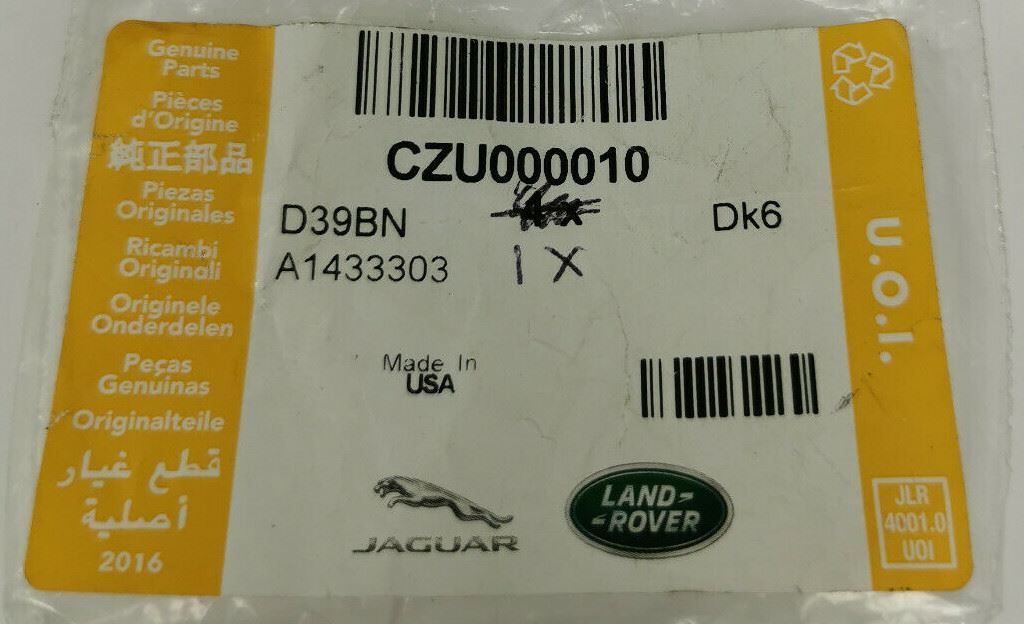 Genuine
Parts
Pièces
d'Origine
純正部品
Piezas
Originales
Ricambi
Originali
Originele
Onderdelen
Peças
Genuinas
Originalteile
قطع غيار
أصلية
2016
CZU000010
D39BN
Dk6
A1433303
1 X
Made In
USA
JAGUAR
LAND-
-ROVER
U.O.I.
JLR
4001.0
UOI